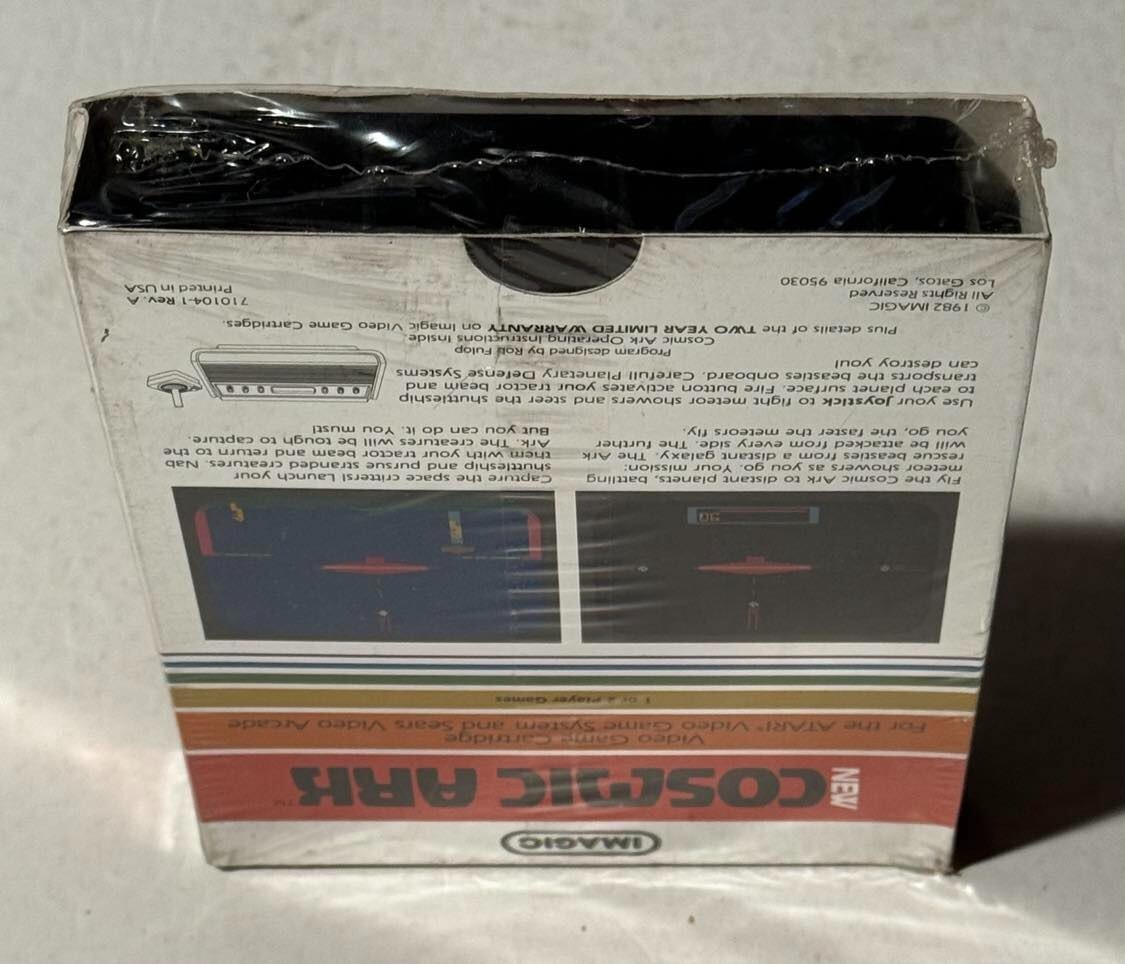 IMAGIC
NEW
COSMIC ARK™
Video Game Cartridge
For the ATARI® Video Game System and Sears Video Arcade
1 or 2 Player Games
Fly the Cosmic Ark to distant planets, battling
meteor showers as you go. Your mission:
rescue beasties from a distant galaxy. The Ark
will be attacked from every side. The further
you go, the faster the meteors fly.
Capture the space critters! Launch your
shuttleship and pursue stranded creatures. Nab
them with your tractor beam and return to the
Ark. The creatures will be tough to capture.
But you can do it. You must!
Use your joystick to fight meteor showers and steer the shuttleship
to each planet surface. Fire button activates your tractor beam and
transports the beasties onboard. Careful! Planetary Defense Systems
can destroy you!
Program designed by Rob Fulop
Cosmic Ark Operating Instructions Inside.
Plus details of the TWO YEAR LIMITED WARRANTY on Imagic Video Game Cartridges.
© 1982 IMAGIC
All Rights Reserved
Los Gatos, California 95030
710104-1 Rev. A
Printed in USA